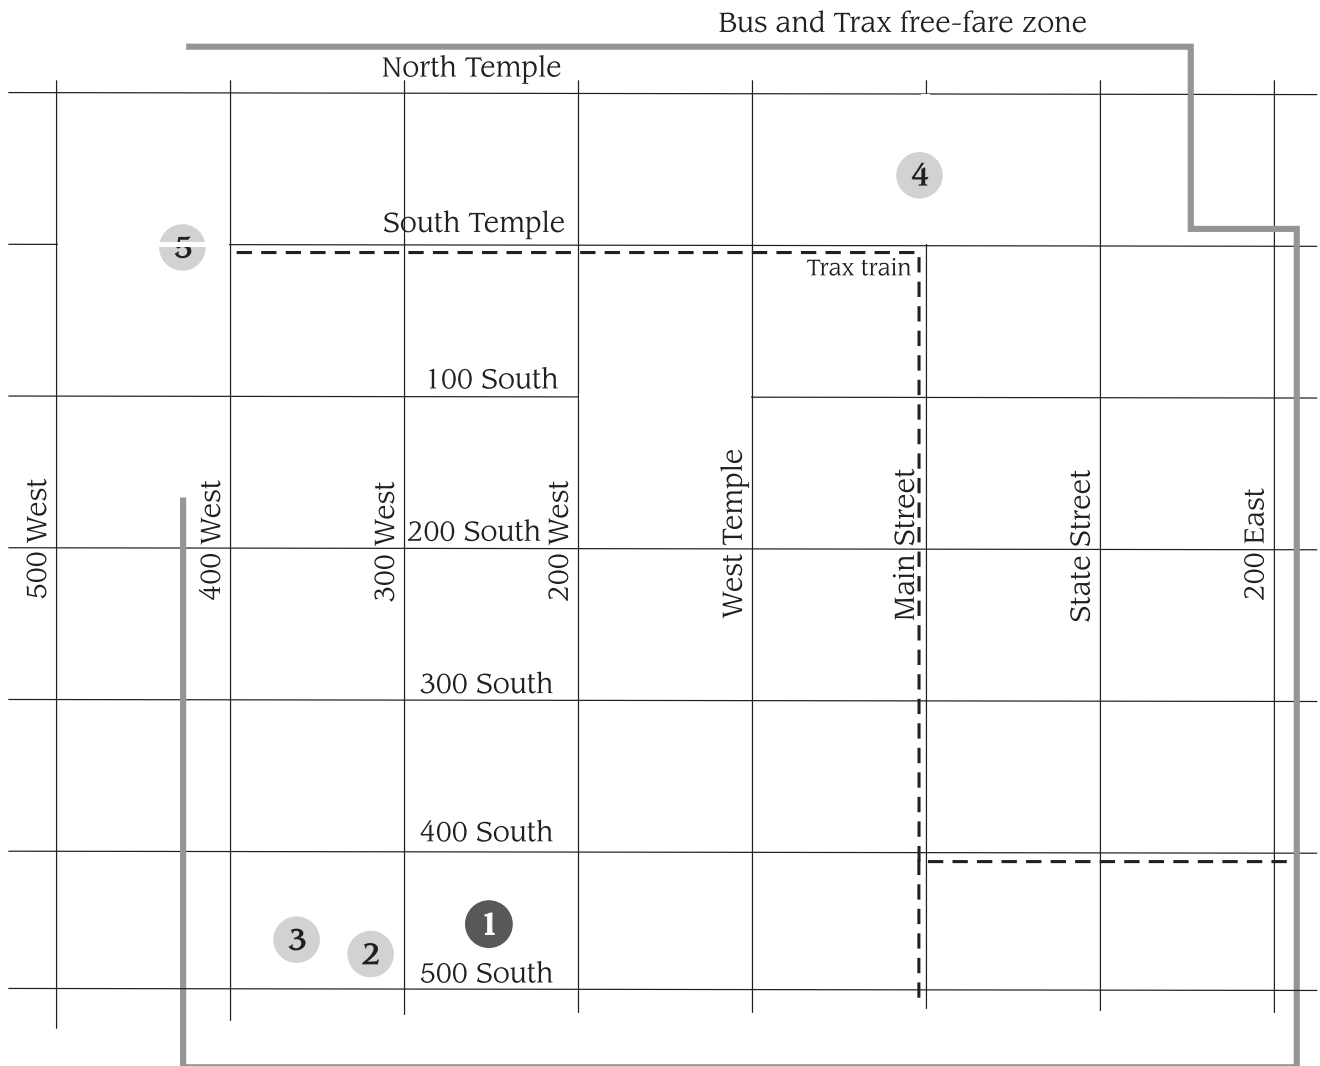 Bus and Trax free-fare zone
North Temple
4
South Temple
5
Trax train
100 South
500 West
400 West
300 West
200 South
200 West
West Temple
Main Street
State Street
200 East
300 South
400 South
1
3
2
500 South